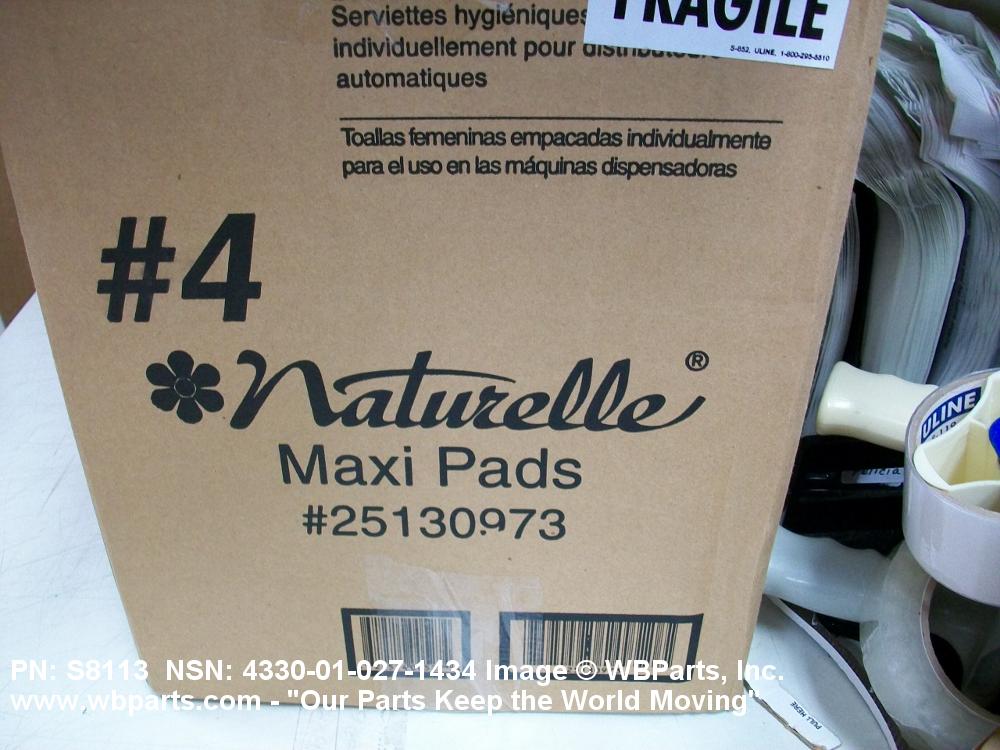 Serviettes hygiéniques
individuellement pour
automatiques
FRAGILE
S-852, ULINE, 1-800-295-5510
Toallas femeninas empacadas individualmente
para el uso en las máquinas dispensadoras
#4
Naturelle®
Maxi Pads
#25130973
ULINE
PULL HERE
PN: S8113 NSN: 4330-01-027-1434 Image © WBParts, Inc.
www.wbparts.com - "Our Parts Keep the World Moving"